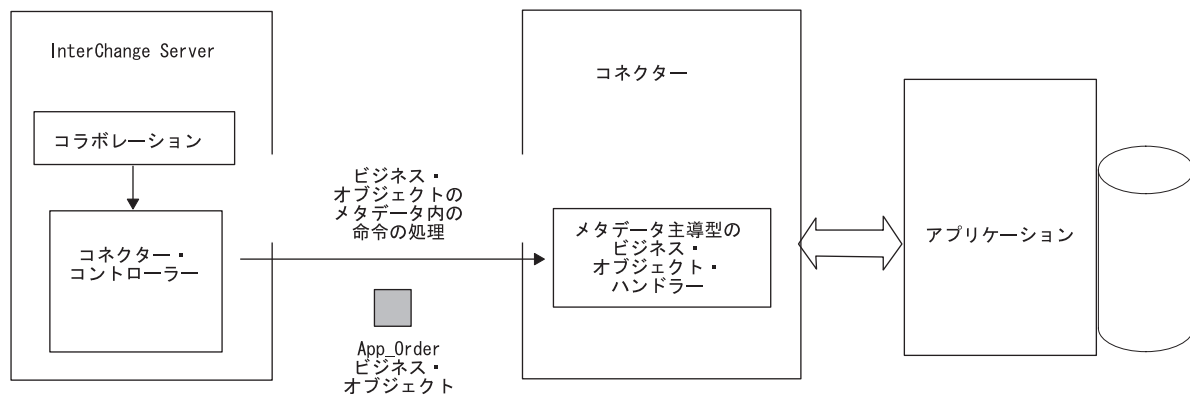 InterChange Server
コラボレーション
コネクター・
コントローラー
ビジネス・
オブジェクトの
メタデータ内の
命令の処理
App_Order
ビジネス・
オブジェクト
コネクター
メタデータ主導型の
ビジネス・
オブジェクト・
ハンドラー
アプリケーション